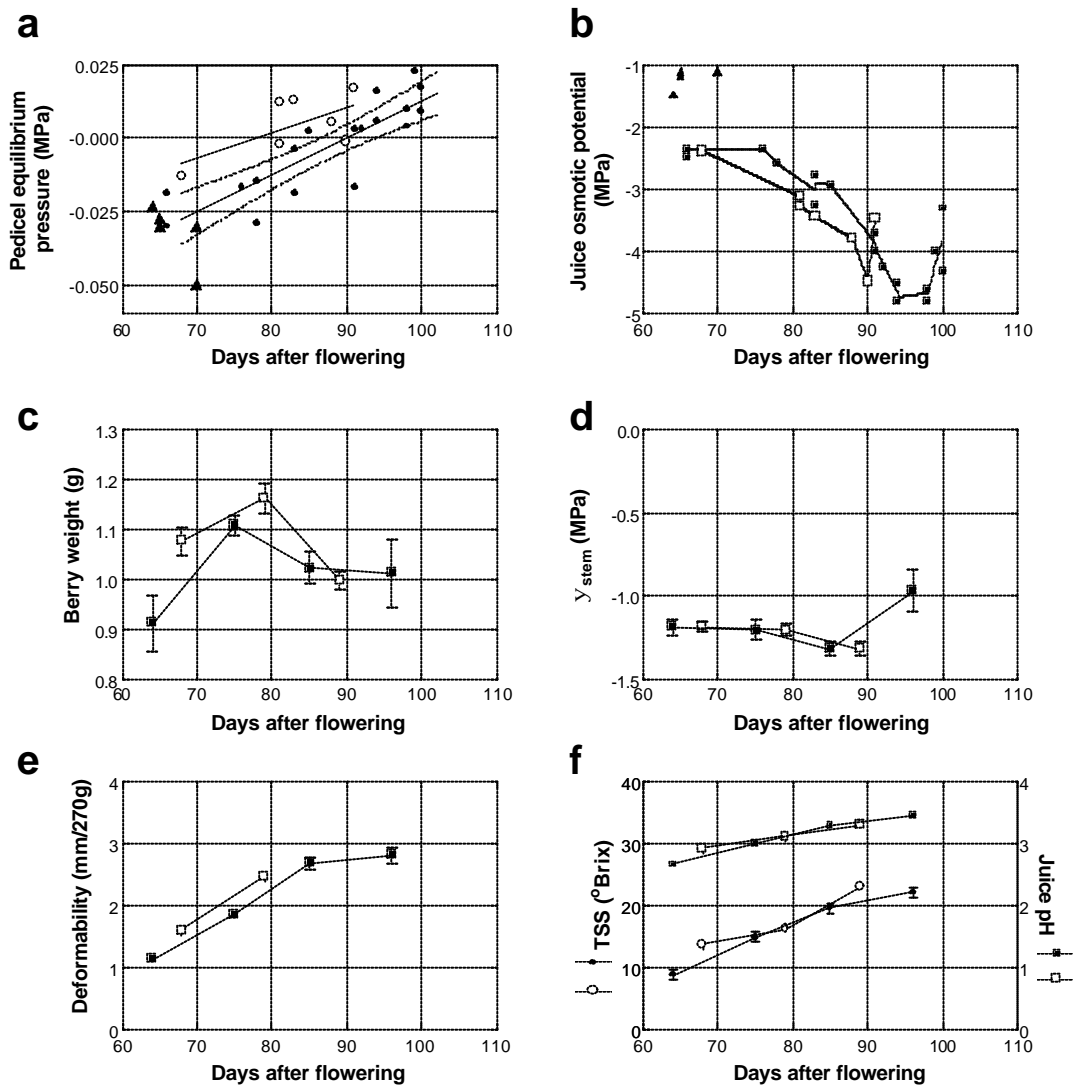 a
0.025
-0.000
-0.025
-0.050
60 70 80 90 100 110
Pedicel equilibrium
pressure (MPa)
Days after flowering
b
-1
-2
-3
-4
-5
60 70 80 90 100 110
Juice osmotic potential
(MPa)
Days after flowering
c
1.3
1.2
1.1
1.0
0.9
0.8
60 70 80 90 100 110
Berry weight (g)
Days after flowering
d
0.0
-0.5
-1.0
-1.5
60 70 80 90 100 110
y stem (MPa)
Days after flowering
e
4
3
2
1
0
60 70 80 90 100 110
Deformability (mm/270g)
Days after flowering
f
40
30
20
10
0
4
3
2
1
0
60 70 80 90 100 110
TSS (°Brix)
Juice pH
Days after flowering